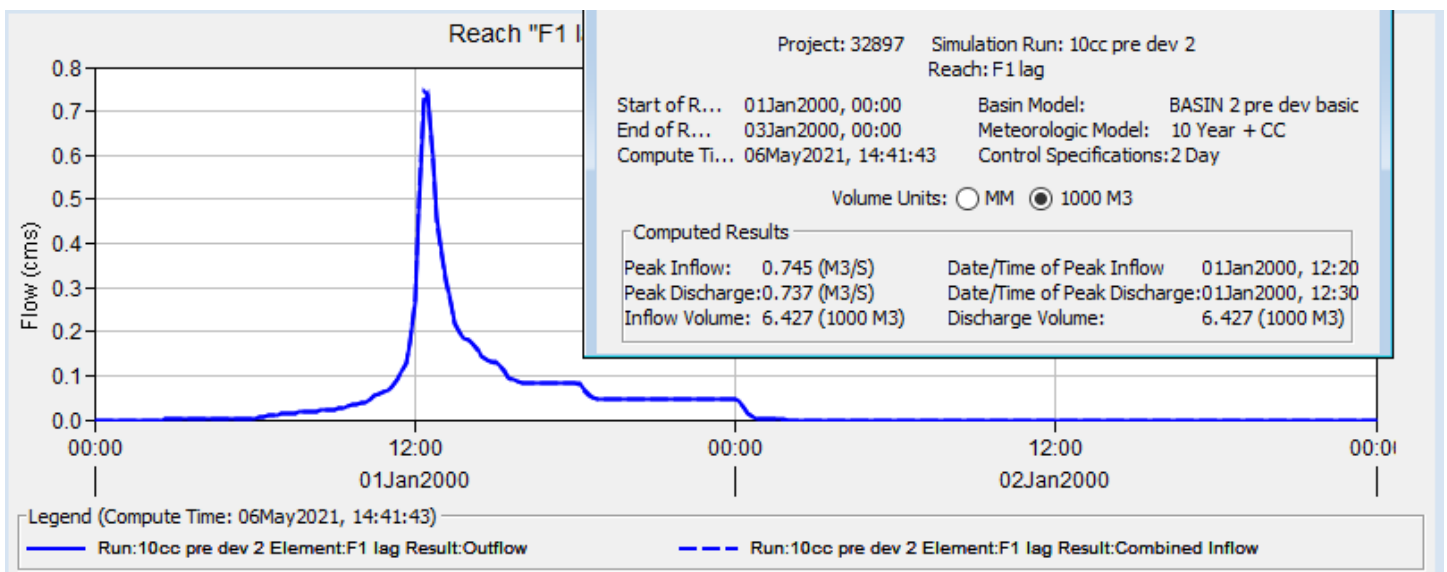 Reach "F1 l
Project: 32897 Simulation Run: 10cc pre dev 2
Reach: F1 lag
Start of R... 01Jan2000, 00:00 Basin Model: BASIN 2 pre dev basic
End of R... 03Jan2000, 00:00 Meteorologic Model: 10 Year + CC
Compute Ti... 06May2021, 14:41:43 Control Specifications:2 Day
Volume Units: MM 1000 M3
Computed Results
Peak Inflow: 0.745 (M3/S) Date/Time of Peak Inflow 01Jan2000, 12:20
Peak Discharge:0.737 (M3/S) Date/Time of Peak Discharge:01Jan2000, 12:30
Inflow Volume: 6.427 (1000 M3) Discharge Volume: 6.427 (1000 M3)
Flow (cms)
0.8
0.7
0.6
0.5
0.4
0.3
0.2
0.1
0.0
00:00 12:00 00:00 12:00 00:0
01Jan2000 02Jan2000
Legend (Compute Time: 06May2021, 14:41:43)
Run:10cc pre dev 2 Element:F1 lag Result:Outflow Run:10cc pre dev 2 Element:F1 lag Result:Combined Inflow